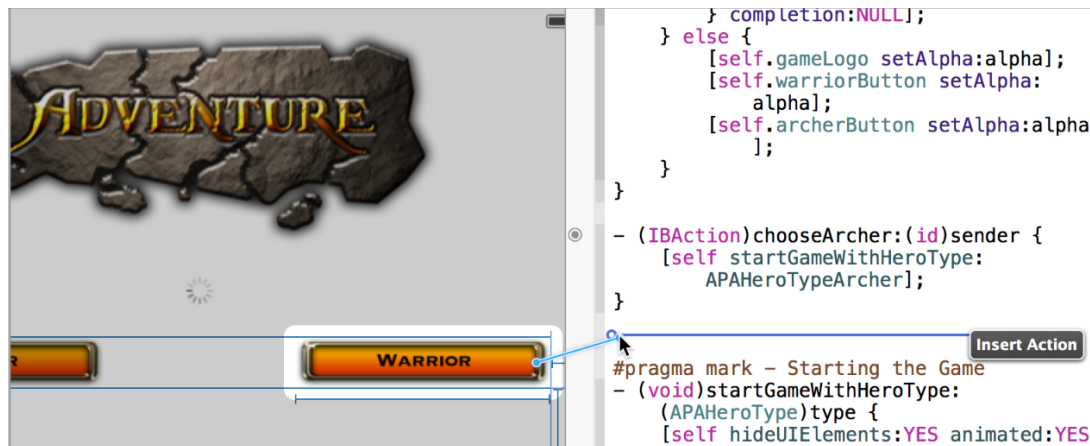 ADVENTURE
R
WARRIOR
} completion:NULL];
} else {
[self.gameLogo setAlpha:alpha];
[self.warriorButton setAlpha:
alpha];
[self.archerButton setAlpha:alpha
];
}
}
- (IBAction)chooseArcher:(id)sender {
[self startGameWithHeroType:
APAHeroTypeArcher];
}
Insert Action
#pragma mark – Starting the Game
- (void)startGameWithHeroType:
(APAHeroType)type {
[self hideUIElements:YES animated:YES